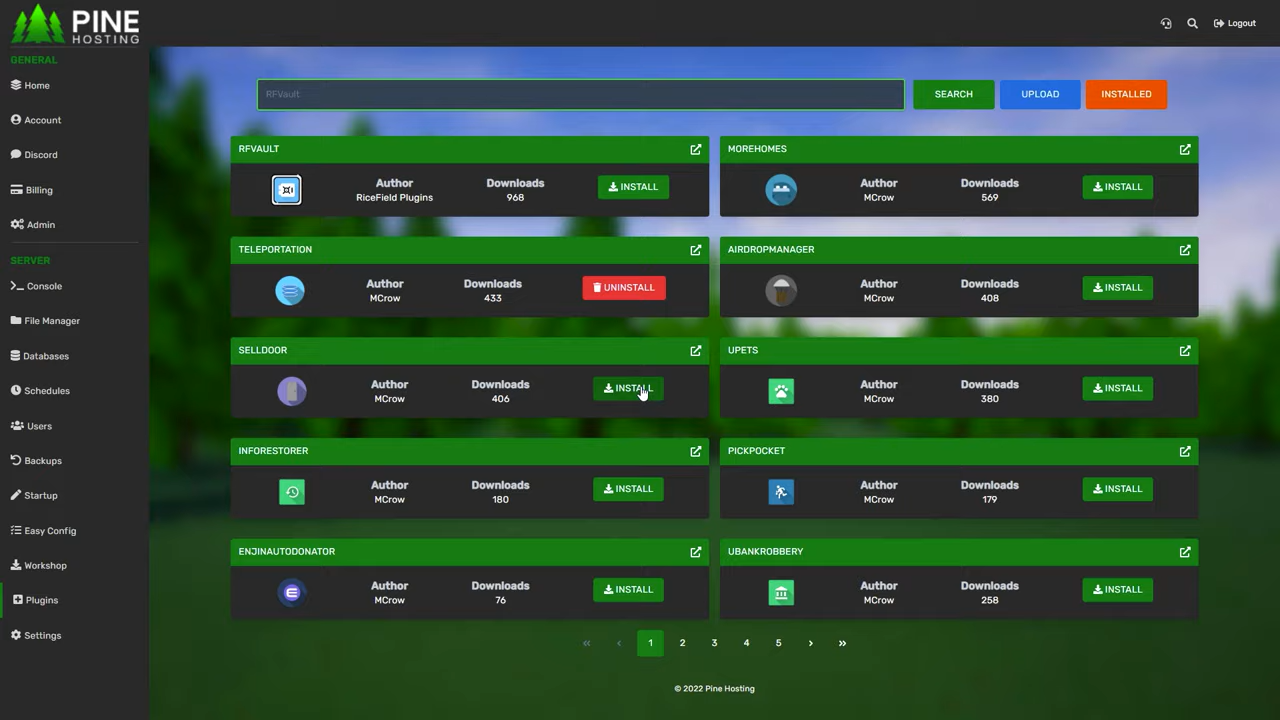 PINE
HOSTING
Logout
GENERAL
Home
Account
Discord
Billing
Admin
SERVER
Console
File Manager
Databases
Schedules
Users
Backups
Startup
Easy Config
Workshop
Plugins
Settings
RFVault
SEARCH
UPLOAD
INSTALLED
RFVAULT
Author
RiceField Plugins
Downloads
968
INSTALL
MOREHOMES
Author
MCrow
Downloads
569
INSTALL
TELEPORTATION
Author
MCrow
Downloads
433
UNINSTALL
AIRDROPMANAGER
Author
MCrow
Downloads
408
INSTALL
SELLDOOR
Author
MCrow
Downloads
406
INSTALL
UPETS
Author
MCrow
Downloads
380
INSTALL
INFORESTORER
Author
MCrow
Downloads
180
INSTALL
PICKPOCKET
Author
MCrow
Downloads
179
INSTALL
ENJINAUTODONATOR
Author
MCrow
Downloads
76
INSTALL
UBANKROBBERY
Author
MCrow
Downloads
258
INSTALL
« ‹ 1 2 3 4 5 › »
© 2022 Pine Hosting